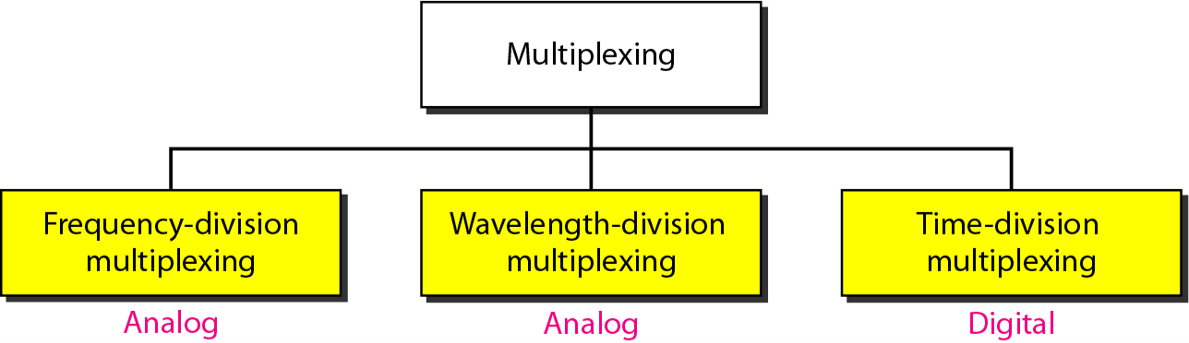 Multiplexing
Frequency-division
multiplexing
Analog
Wavelength-division
multiplexing
Analog
Time-division
multiplexing
Digital